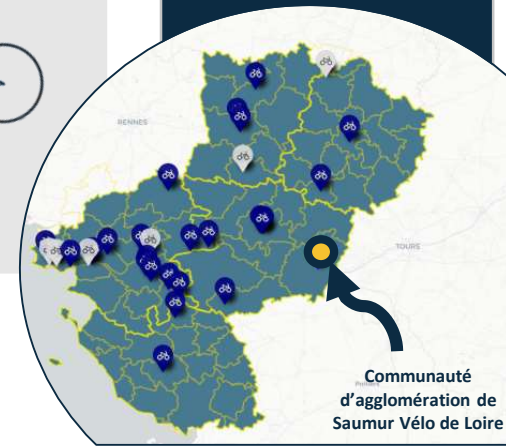 RENNES
TOURS
Communauté
d'agglomération de
Saumur Vélo de Loire